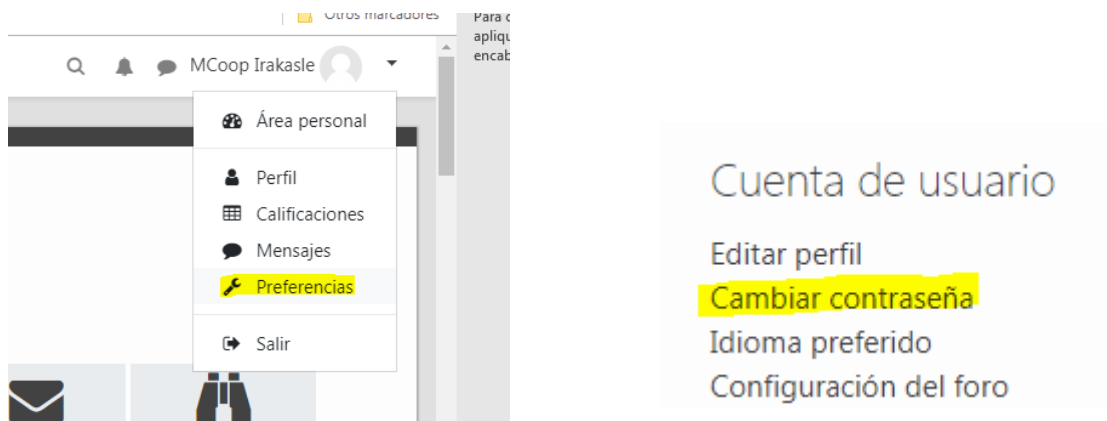 Otros marcadores
Para
apliqu
encab
MCoop Irakasle
Área personal
Perfil
Calificaciones
Mensajes
Preferencias
Salir
Cuenta de usuario
Editar perfil
Cambiar contraseña
Idioma preferido
Configuración del foro